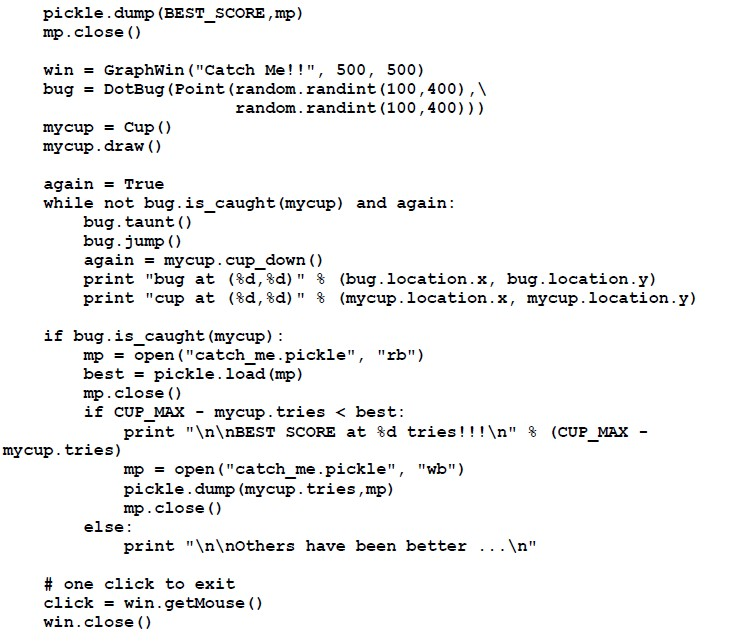 pickle.dump(BEST_SCORE,mp)
    mp.close()

    win = GraphWin("Catch Me!!", 500, 500)
    bug = DotBug(Point(random.randint(100,400),\
                       random.randint(100,400)))
    mycup = Cup()
    mycup.draw()

    again = True
    while not bug.is_caught(mycup) and again:
        bug.taunt()
        bug.jump()
        again = mycup.cup_down()
        print "bug at (%d,%d)" % (bug.location.x, bug.location.y)
        print "cup at (%d,%d)" % (mycup.location.x, mycup.location.y)

    if bug.is_caught(mycup):
        mp = open("catch_me.pickle", "rb")
        best = pickle.load(mp)
        mp.close()
        if CUP_MAX - mycup.tries < best:
            print "\n\nBEST SCORE at %d tries!!!\n" % (CUP_MAX -
mycup.tries)
            mp = open("catch_me.pickle", "wb")
            pickle.dump(mycup.tries,mp)
            mp.close()
        else:
            print "\n\nOthers have been better ...\n"

    # one click to exit
    click = win.getMouse()
    win.close()